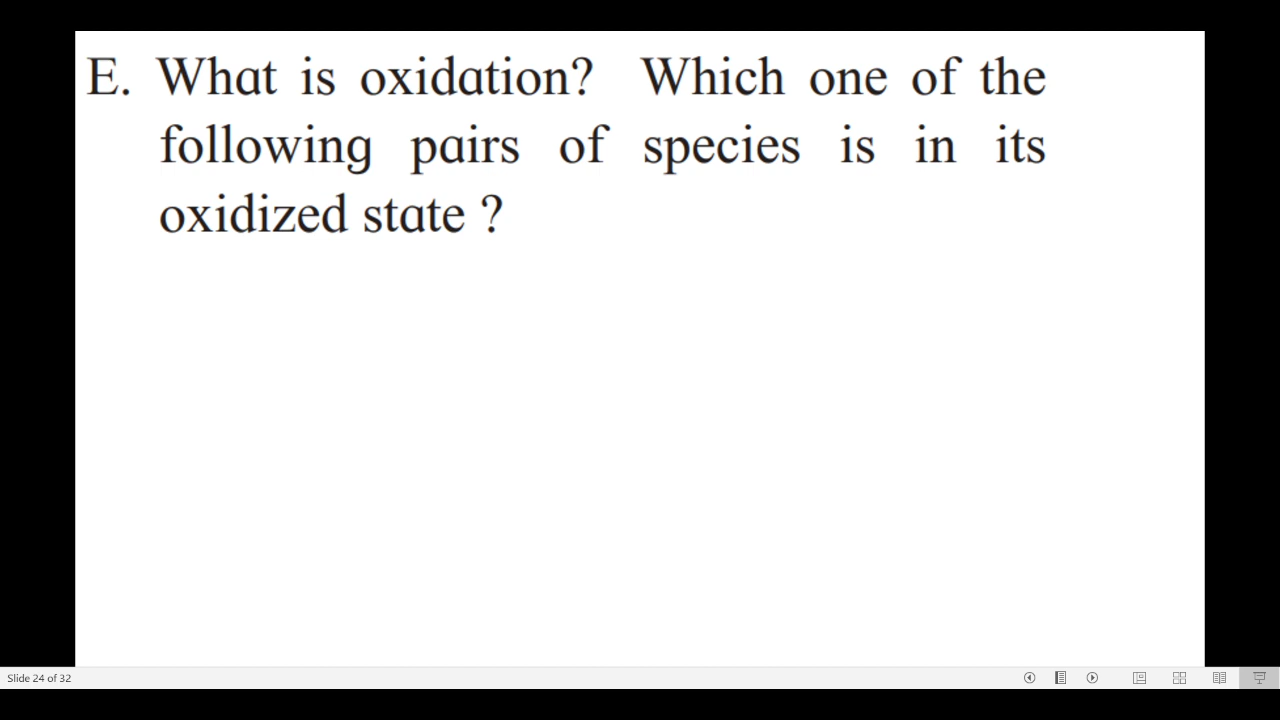 E. What is oxidation? Which one of the
following pairs of species is in its
oxidized state ?
Slide 24 of 32